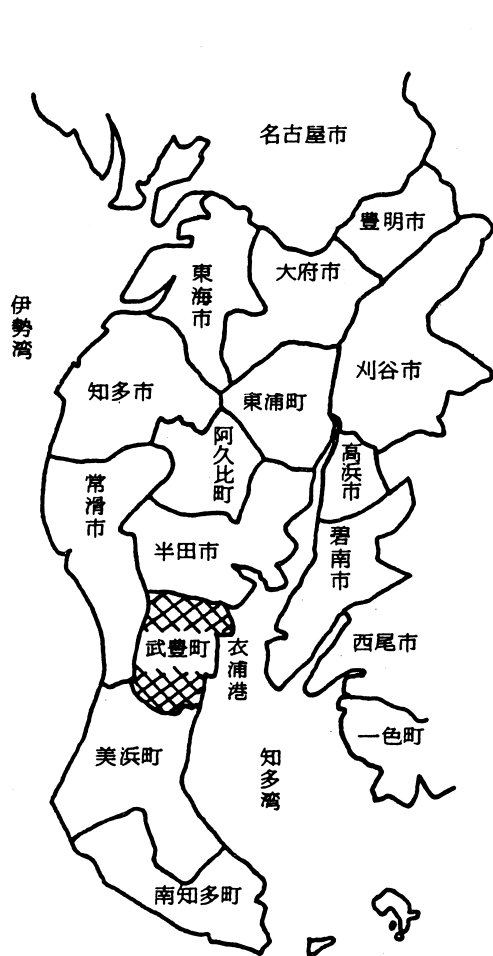 名古屋市
豊明市
大府市
東海市
伊勢湾
刈谷市
知多市
東浦町
阿久比町
高浜市
常滑市
半田市
碧南市
武豊町
衣浦港
西尾市
一色町
美浜町
知多湾
南知多町